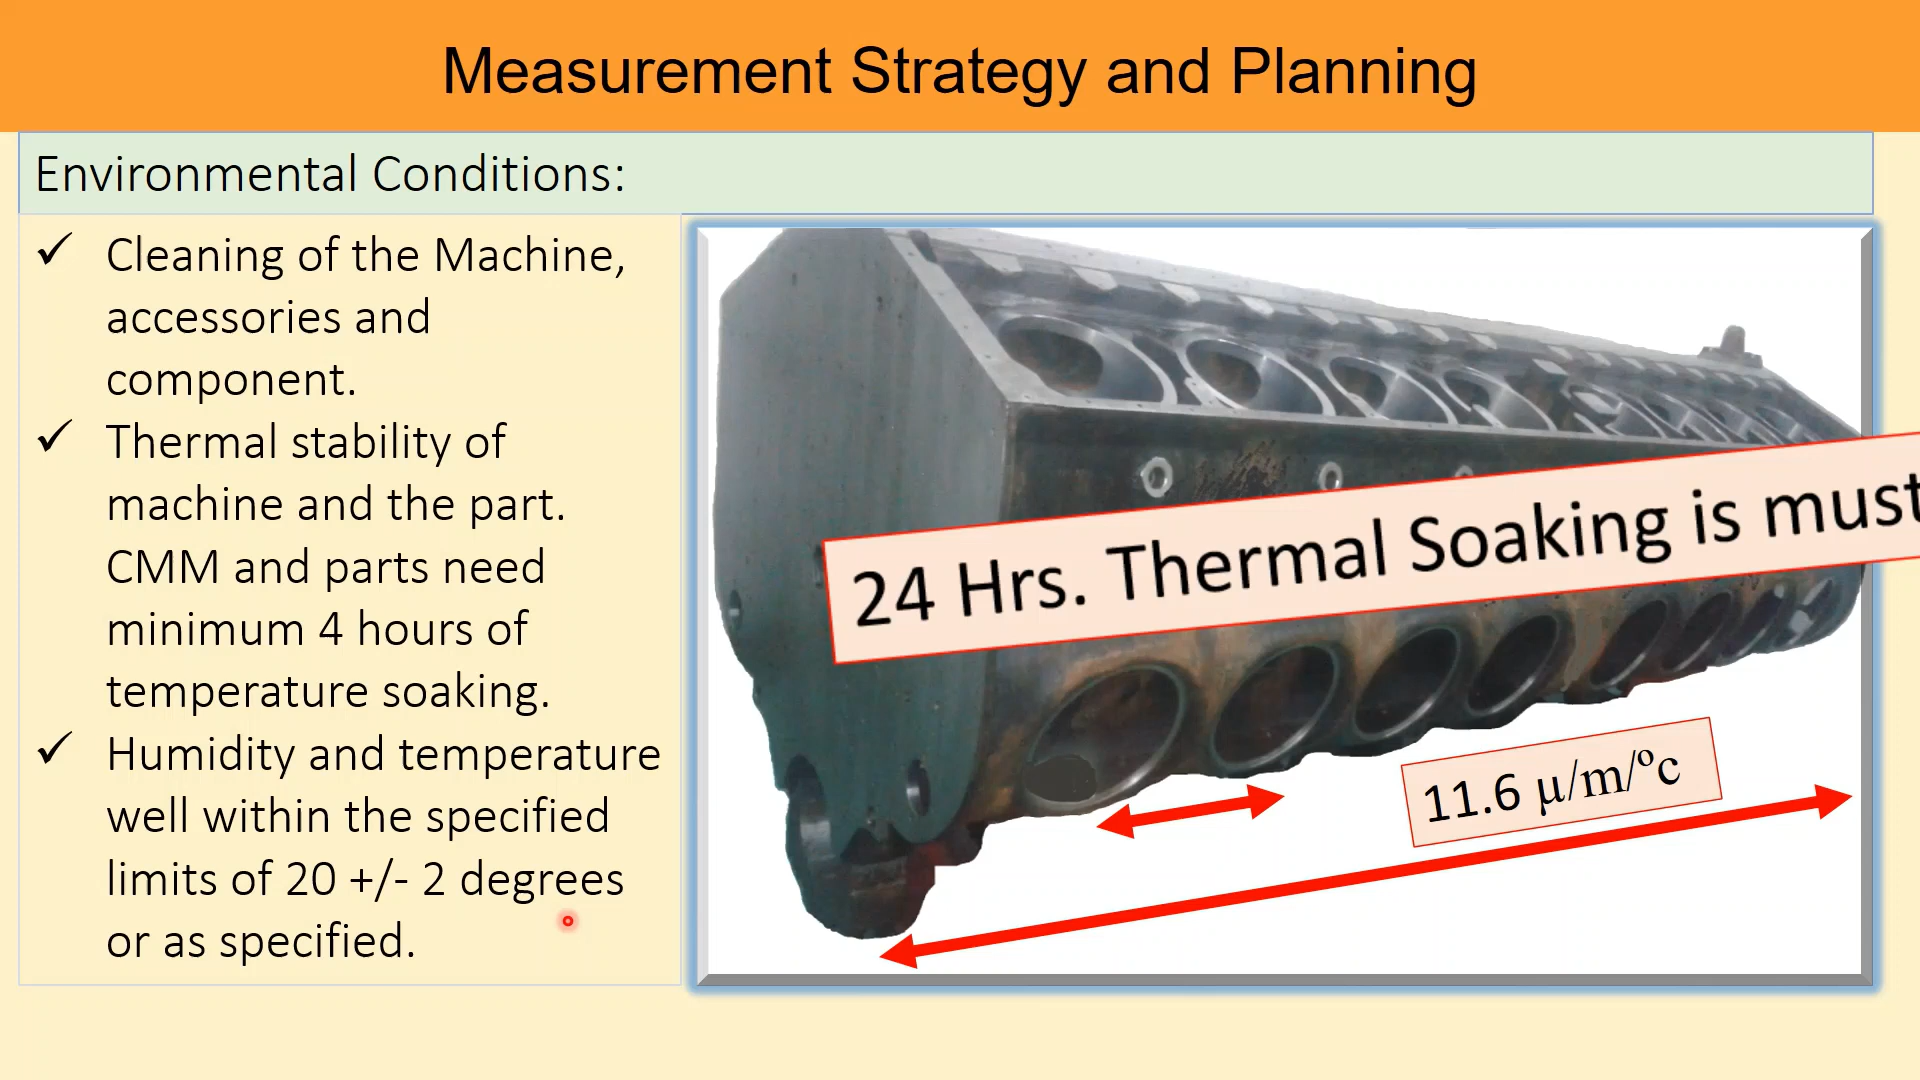 Measurement Strategy and Planning
Environmental Conditions:
✓ Cleaning of the Machine,
accessories and
component.
✓ Thermal stability of
machine and the part.
CMM and parts need
minimum 4 hours of
temperature soaking.
✓ Humidity and temperature
well within the specified
limits of 20 +/- 2 degrees
or as specified.
24 Hrs. Thermal Soaking is must
11.6 μ/m/ºc